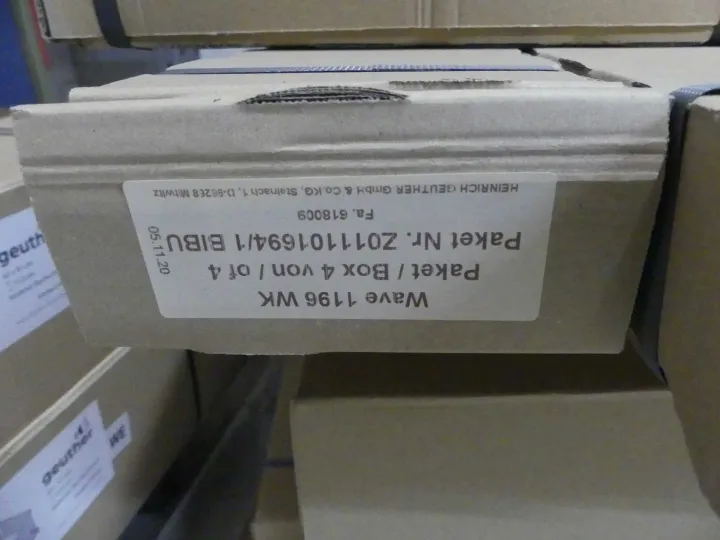 Wave 1196 WK
Paket / Box 4 von / of 4
Paket Nr. Z011101694/1 BIBU
Fa. 618009
HEINRICH GEUTHER GmbH & Co.KG, Steinach 1, D-96268 Mitwitz
05.11.20
geuther
geuther
WE